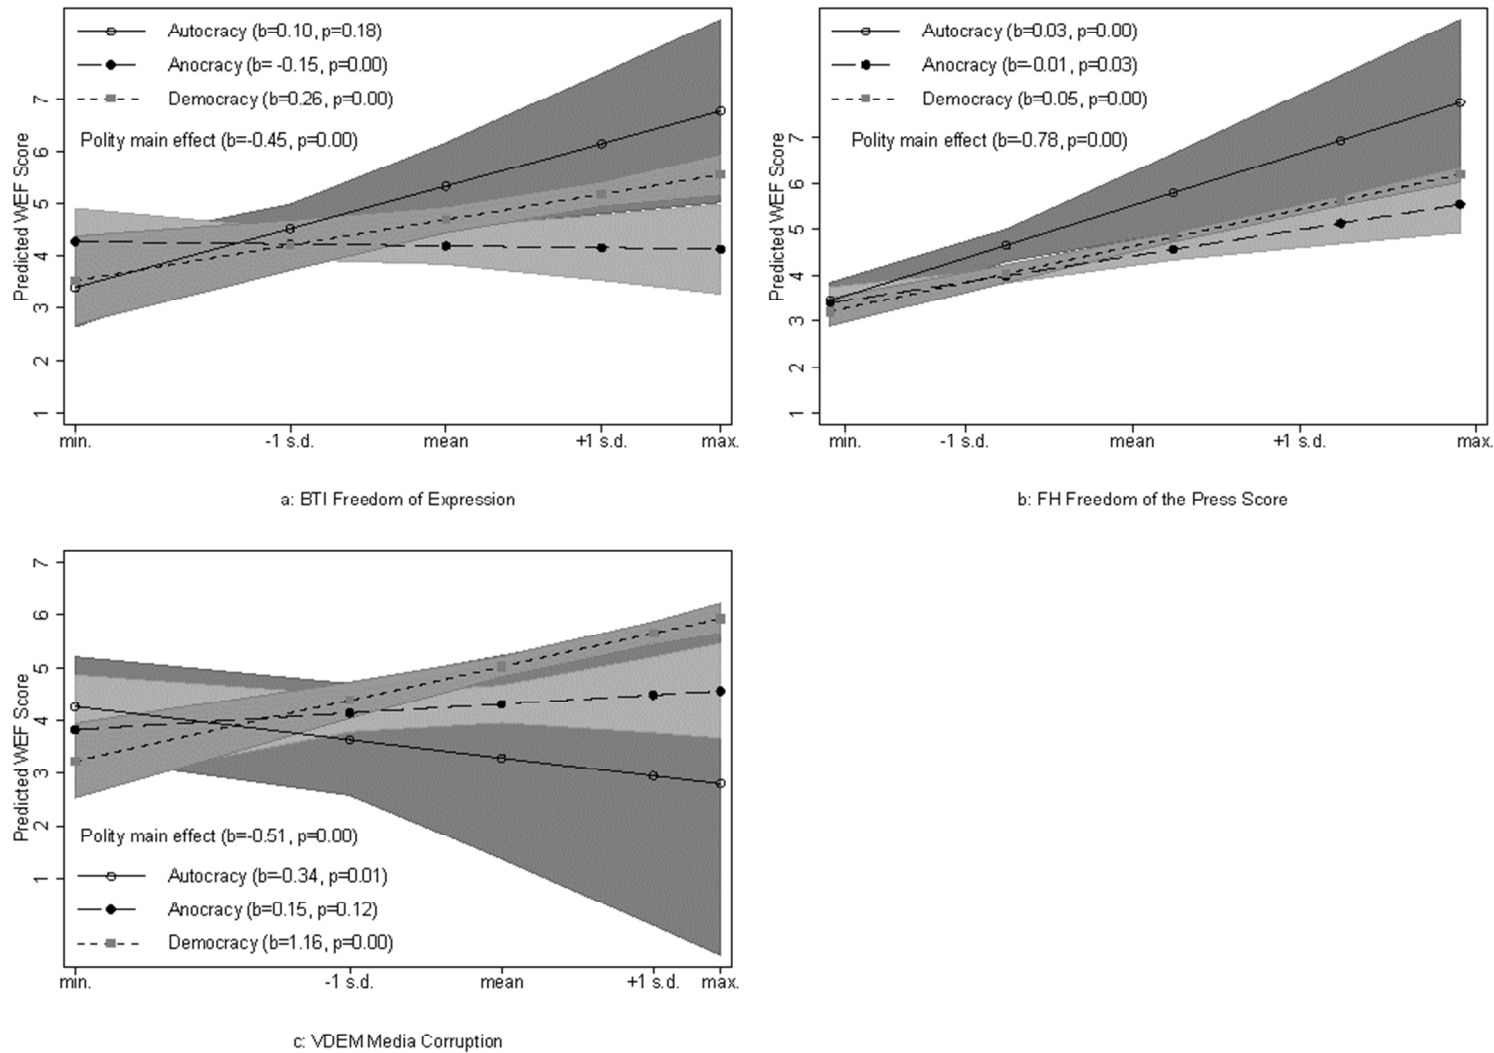 Autocracy (b=0.10, p=0.18)
Anocracy (b= -0.15, p=0.00)
Democracy (b=0.26, p=0.00)
Polity main effect (b=-0.45, p=0.00)
Predicted WEF Score
7
6
5
4
3
2
1
min. -1 s.d. mean +1 s.d. max.
a: BTI Freedom of Expression
Autocracy (b=0.03, p=0.00)
Anocracy (b=-0.01, p=0.03)
Democracy (b=0.05, p=0.00)
Polity main effect (b=-0.78, p=0.00)
Predicted WEF Score
7
6
5
4
3
2
1
min. -1 s.d. mean +1 s.d. max.
b: FH Freedom of the Press Score
Predicted WEF Score
7
6
5
4
3
2
1
Polity main effect (b=-0.51, p=0.00)
Autocracy (b=-0.34, p=0.01)
Anocracy (b=0.15, p=0.12)
Democracy (b=1.16, p=0.00)
min. -1 s.d. mean +1 s.d. max.
c: VDEM Media Corruption